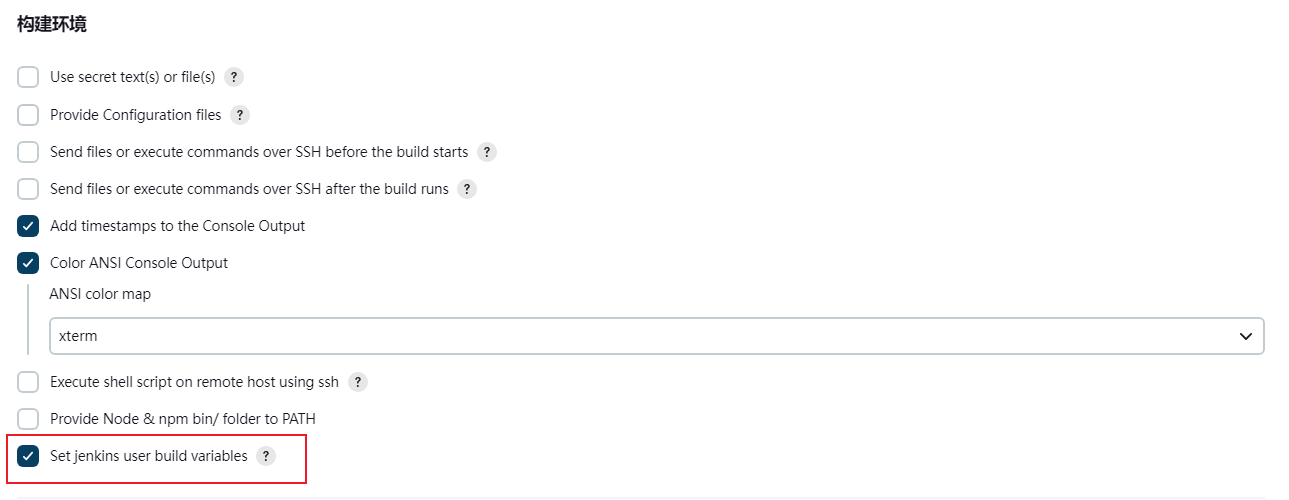 构建环境
Use secret text(s) or file(s) ?
Provide Configuration files ?
Send files or execute commands over SSH before the build starts ?
Send files or execute commands over SSH after the build runs ?
Add timestamps to the Console Output
Color ANSI Console Output
ANSI color map
xterm
Execute shell script on remote host using ssh ?
Provide Node & npm bin/ folder to PATH
Set jenkins user build variables ?